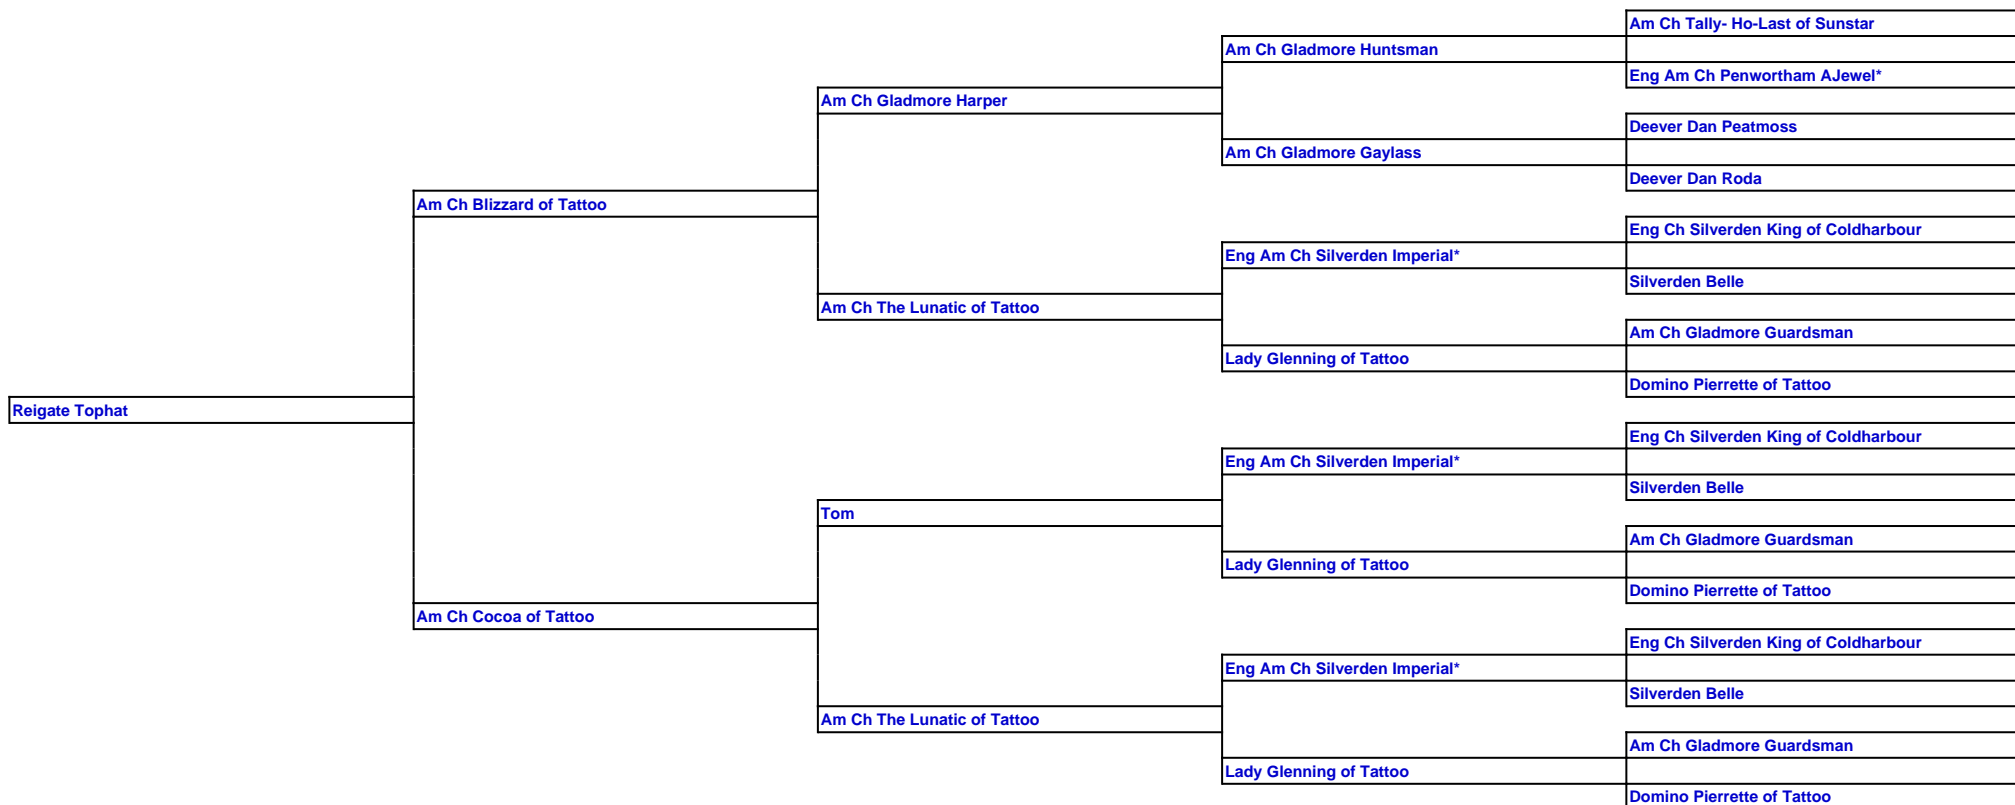 Am Ch Tally- Ho-Last of Sunstar
Am Ch Gladmore Huntsman
Eng Am Ch Penwortham AJewel*
Am Ch Gladmore Harper
Deever Dan Peatmoss
Am Ch Gladmore Gaylass
Deever Dan Roda
Am Ch Blizzard of Tattoo
Eng Ch Silverden King of Coldharbour
Eng Am Ch Silverden Imperial*
Silverden Belle
Am Ch The Lunatic of Tattoo
Am Ch Gladmore Guardsman
Lady Glenning of Tattoo
Domino Pierrette of Tattoo
Reigate Tophat
Eng Ch Silverden King of Coldharbour
Eng Am Ch Silverden Imperial*
Silverden Belle
Tom
Am Ch Gladmore Guardsman
Lady Glenning of Tattoo
Domino Pierrette of Tattoo
Am Ch Cocoa of Tattoo
Eng Ch Silverden King of Coldharbour
Eng Am Ch Silverden Imperial*
Silverden Belle
Am Ch The Lunatic of Tattoo
Am Ch Gladmore Guardsman
Lady Glenning of Tattoo
Domino Pierrette of Tattoo